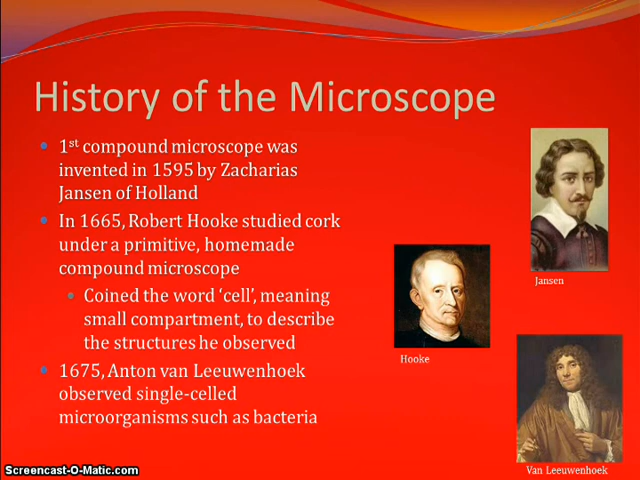 History of the Microscope
1st compound microscope was
invented in 1595 by Zacharias
Jansen of Holland
In 1665, Robert Hooke studied cork
under a primitive, homemade
compound microscope
Coined the word ‘cell’, meaning
small compartment, to describe
the structures he observed
1675, Anton van Leeuwenhoek
observed single-celled
microorganisms such as bacteria
Jansen
Hooke
Van Leeuwenhoek
Screencast-O-Matic.com